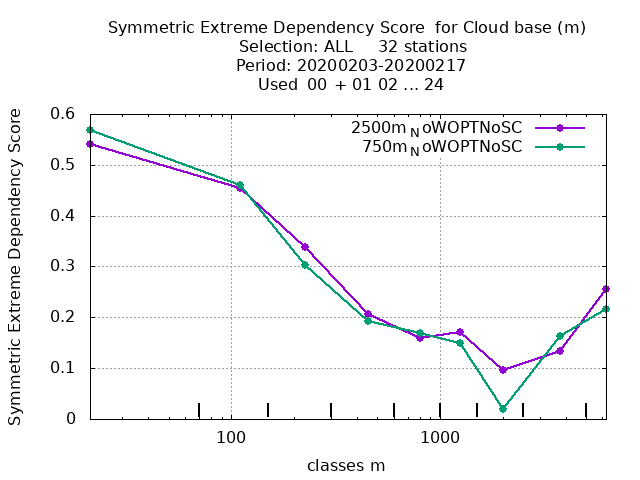 Symmetric Extreme Dependency Score for Cloud base (m)
Selection: ALL 32 stations
Period: 20200203-20200217
Used 00 + 01 02 ... 24
Symmetric Extreme Dependency Score
0.6
0.5
0.4
0.3
0.2
0.1
0
2500m_NoWOPTNoSC
750m_NoWOPTNoSC
100
1000
classes m